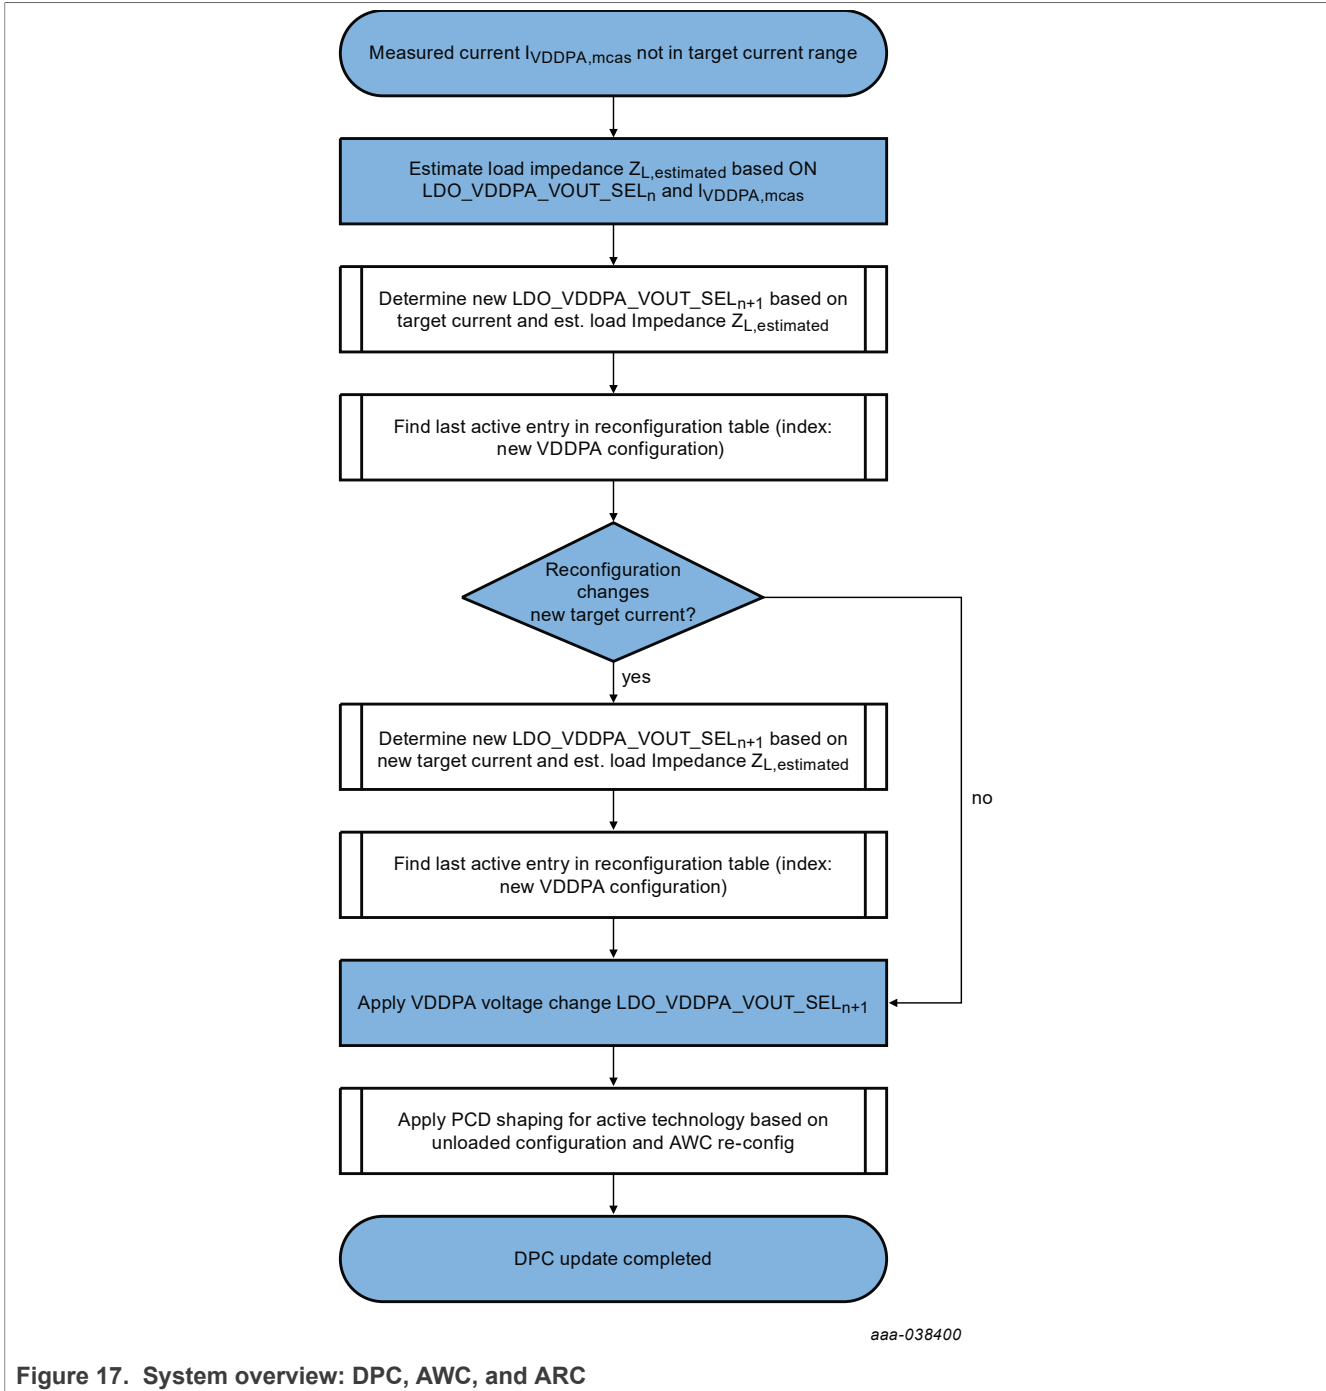 Measured current IVDDPA,mcas not in target current range
Estimate load impedance ZL,estimated based ON
LDO_VDDPA_VOUT_SELn and IVDDPA,mcas
Determine new LDO_VDDPA_VOUT_SELn+1 based on
target current and est. load Impedance ZL,estimated
Find last active entry in reconfiguration table (index:
new VDDPA configuration)
Reconfiguration
changes
new target current?
yes
Determine new LDO_VDDPA_VOUT_SELn+1 based on
new target current and est. load Impedance ZL,estimated
no
Find last active entry in reconfiguration table (index:
new VDDPA configuration)
Apply VDDPA voltage change LDO_VDDPA_VOUT_SELn+1
Apply PCD shaping for active technology based on
unloaded configuration and AWC re-config
DPC update completed
aaa-038400
Figure 17. System overview: DPC, AWC, and ARC